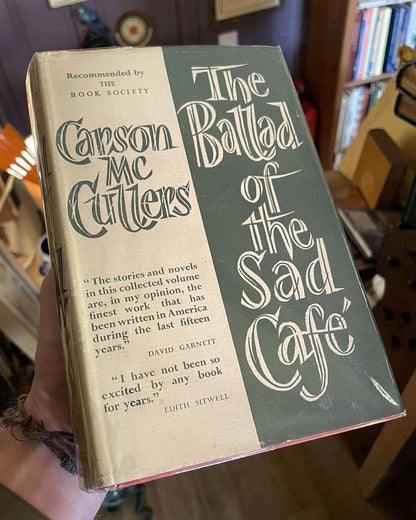 Recommended by
THE
BOOK SOCIETY
Carson
Mc
Cullers
"The stories and novels
in this collected volume
are, in my opinion, the
finest work that has
been written in America
during the last fifteen
years."
DAVID GARNETT
"I have not been so
excited by any book
for years."
EDITH SITWELL
The
Ballad
of
the
Sad
Café